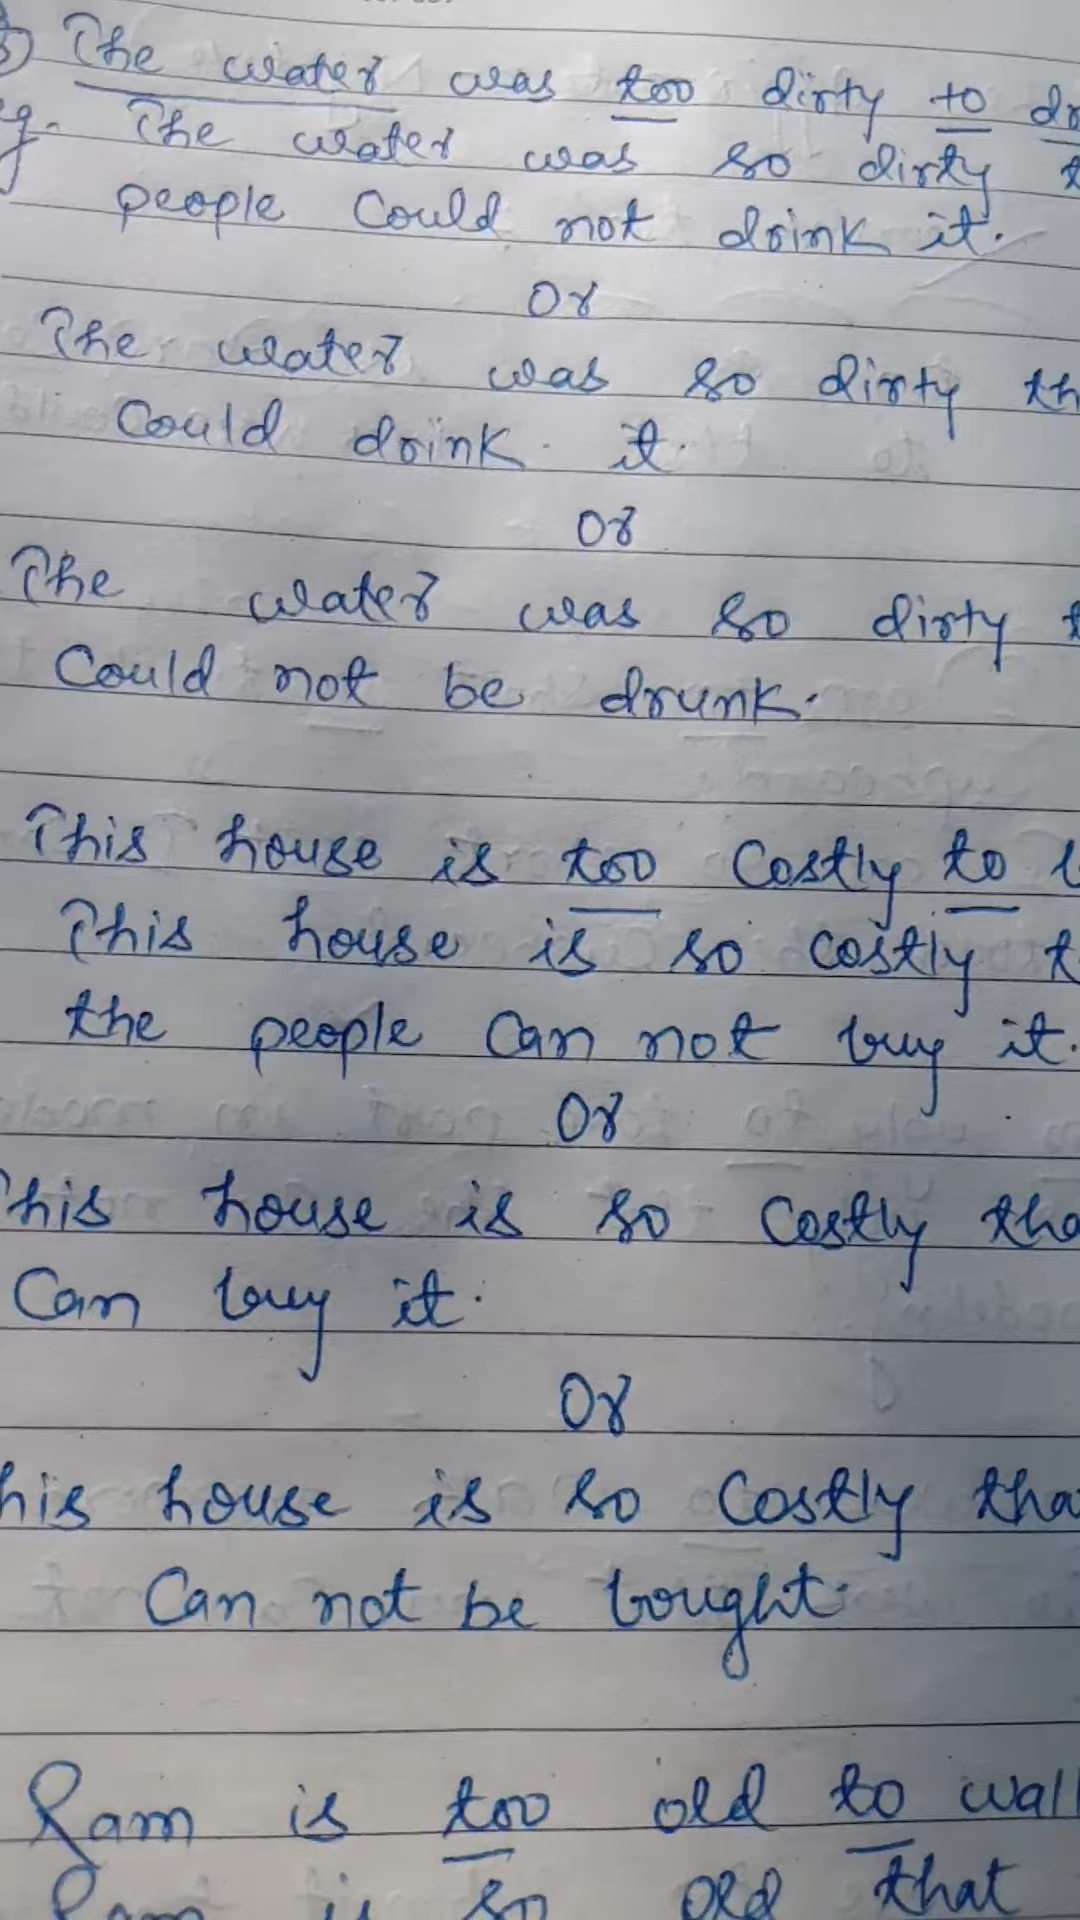 The water was too dirty to
eg. The water was so dirty
people Could not drink it.
Or
The water was so dirty
Could drink it.
Or
The water was so dirty
Could not be drunk.
This house is too Costly to
This house is so costly
the people Can not buy it.
Or
house is so Costly
Can buy it.
Or
house is so Costly
Can not be bought.
Ram is too old to
Ram is so old that